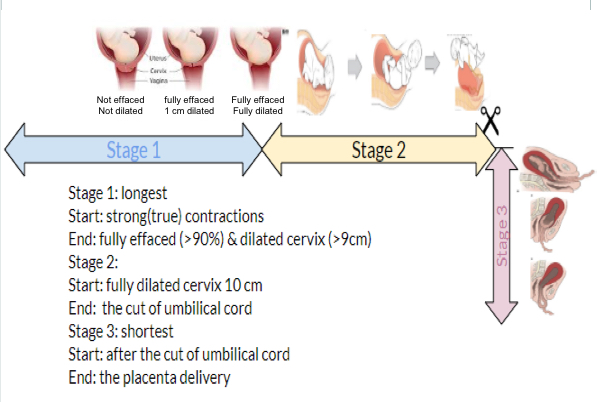 Uterus
Cervix
Vagina
Not effaced
Not dilated
fully effaced
1 cm dilated
Fully effaced
Fully dilated
Stage 1
Stage 2
Stage 3
Stage 1: longest
Start: strong(true) contractions
End: fully effaced (>90%) & dilated cervix (>9cm)
Stage 2:
Start: fully dilated cervix 10 cm
End:  the cut of umbilical cord
Stage 3: shortest
Start: after the cut of umbilical cord
End: the placenta delivery